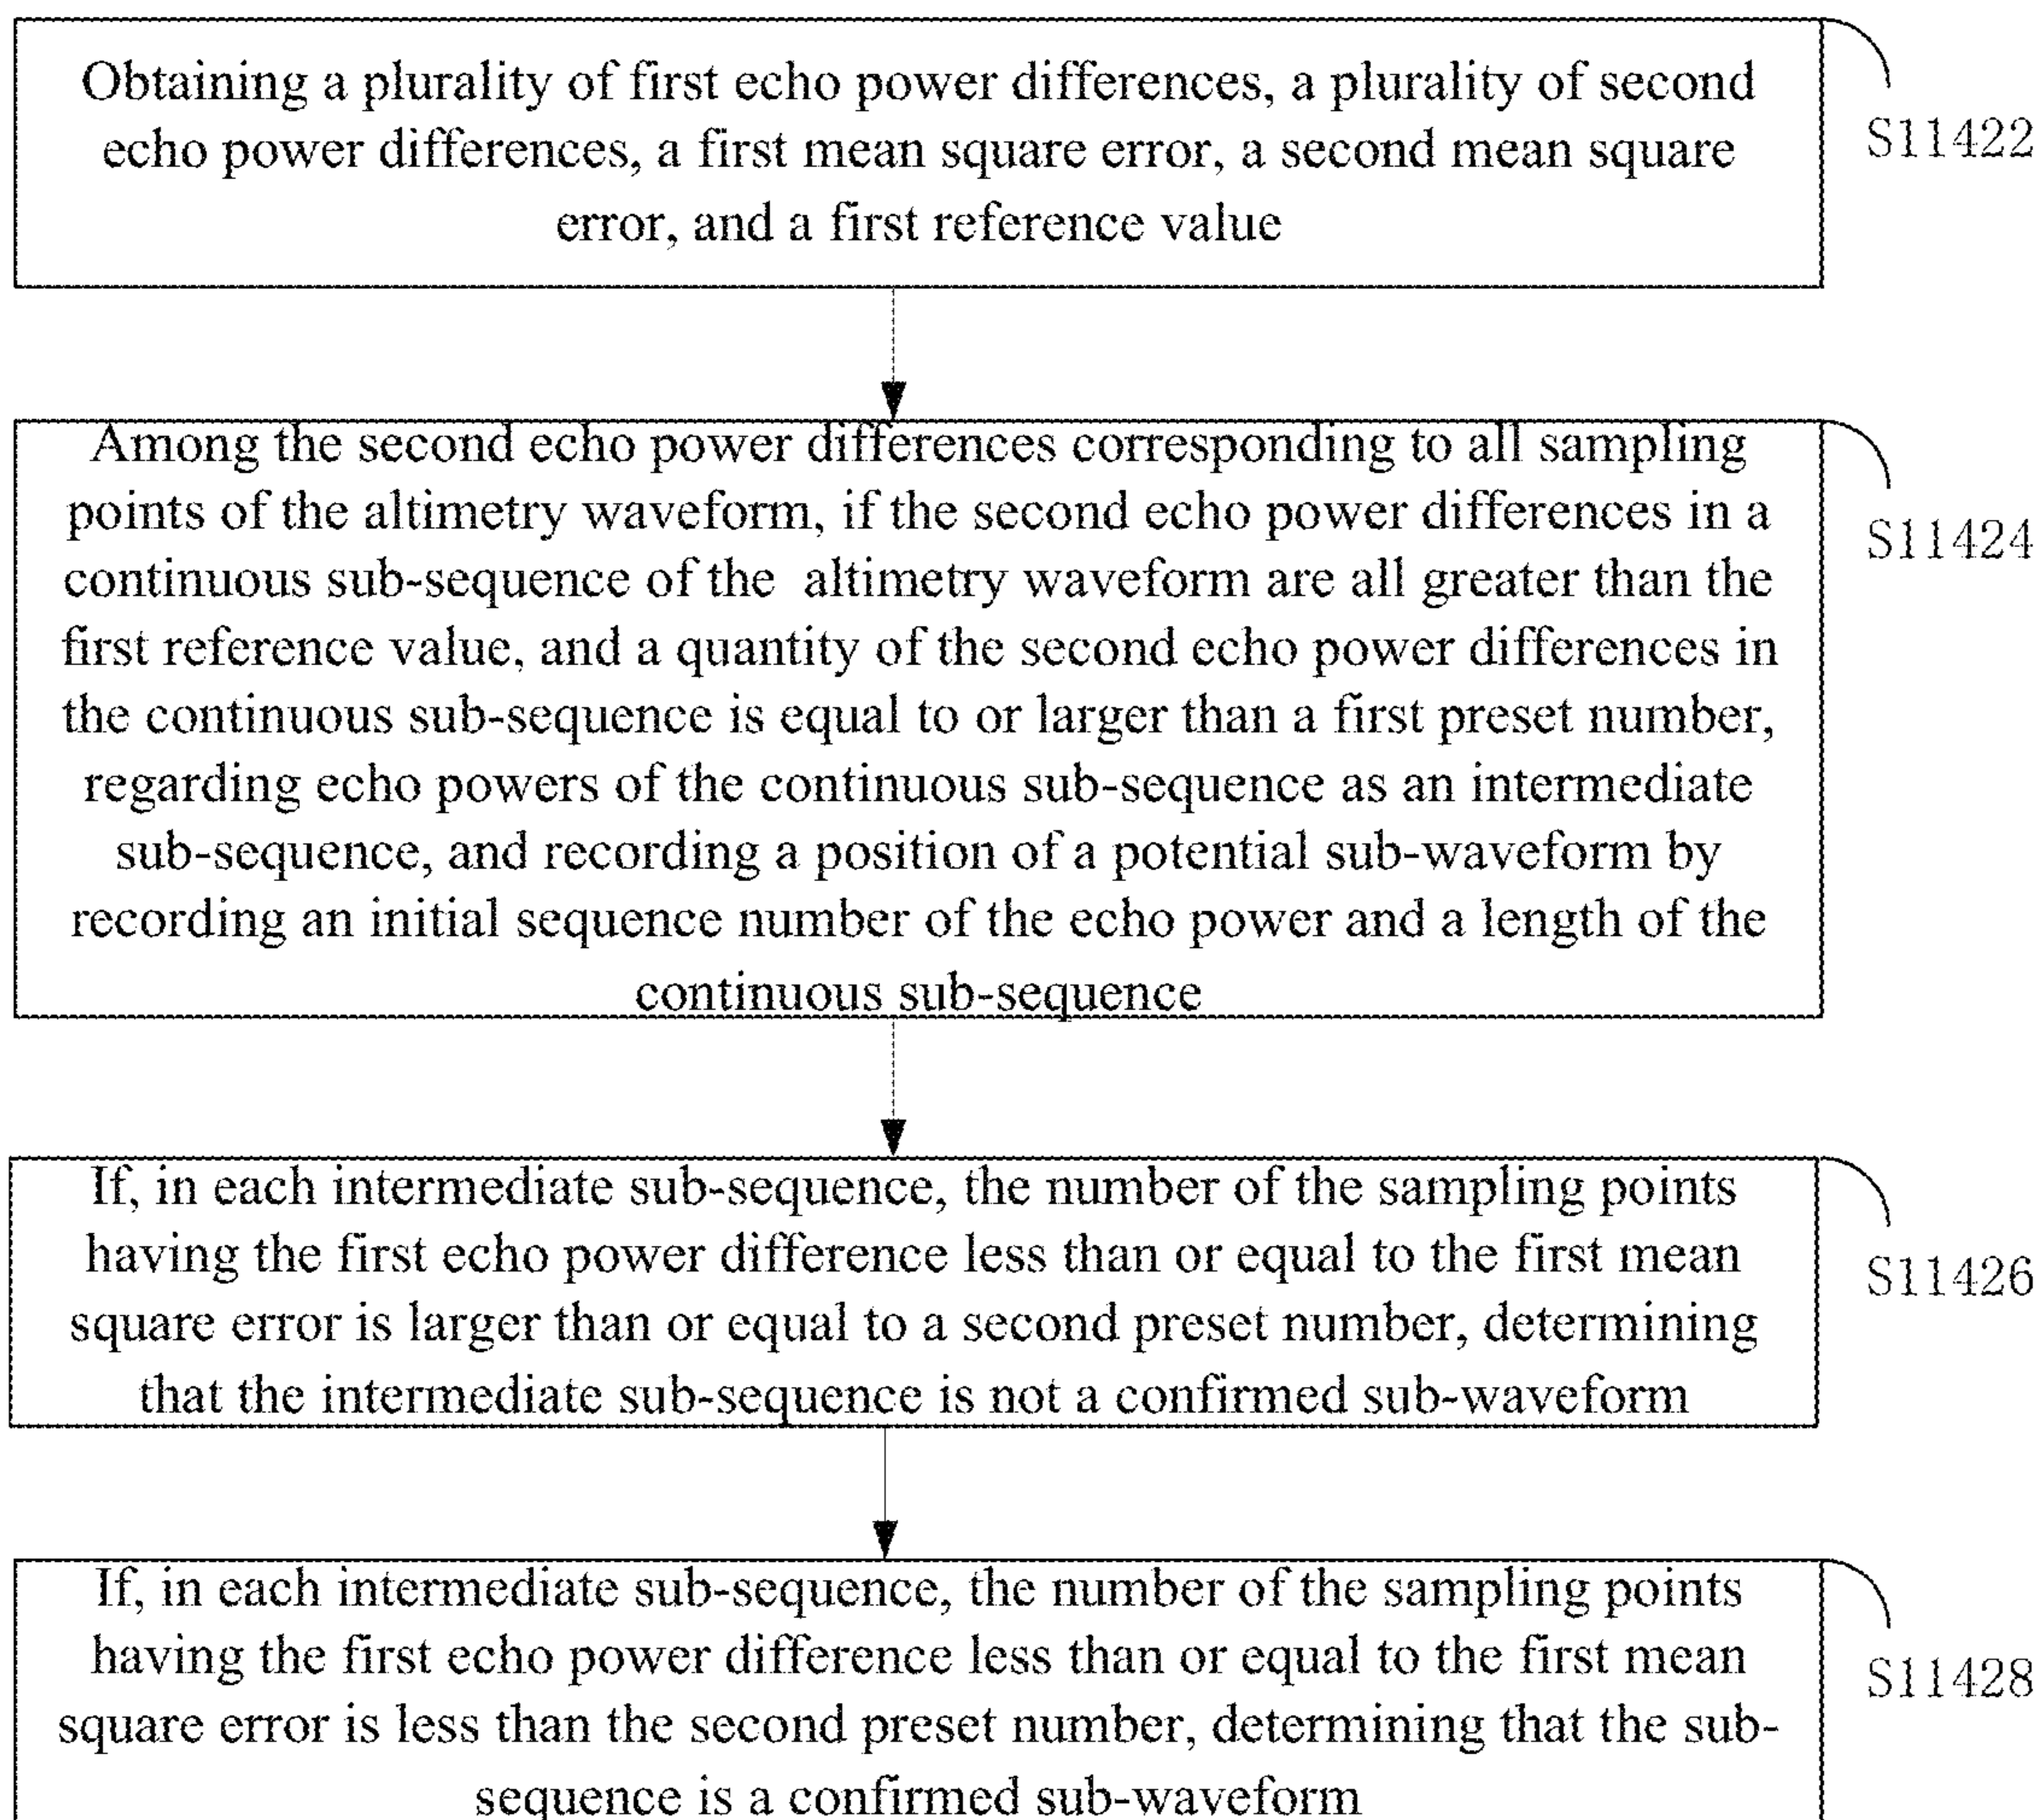 Obtaining a plurality of first echo power differences, a plurality of second
echo power differences, a first mean square error, a second mean square
error, and a first reference value
S11422
Among the second echo power differences corresponding to all sampling
points of the altimetry waveform, if the second echo power differences in a
continuous sub-sequence of the altimetry waveform are all greater than the
first reference value, and a quantity of the second echo power differences in
the continuous sub-sequence is equal to or larger than a first preset number,
regarding echo powers of the continuous sub-sequence as an intermediate
sub-sequence, and recording a position of a potential sub-waveform by
recording an initial sequence number of the echo power and a length of the
continuous sub-sequence
S11424
If, in each intermediate sub-sequence, the number of the sampling points
having the first echo power difference less than or equal to the first mean
square error is larger than or equal to a second preset number, determining
that the intermediate sub-sequence is not a confirmed sub-waveform
S11426
If, in each intermediate sub-sequence, the number of the sampling points
having the first echo power difference less than or equal to the first mean
square error is less than the second preset number, determining that the sub-
sequence is a confirmed sub-waveform
S11428